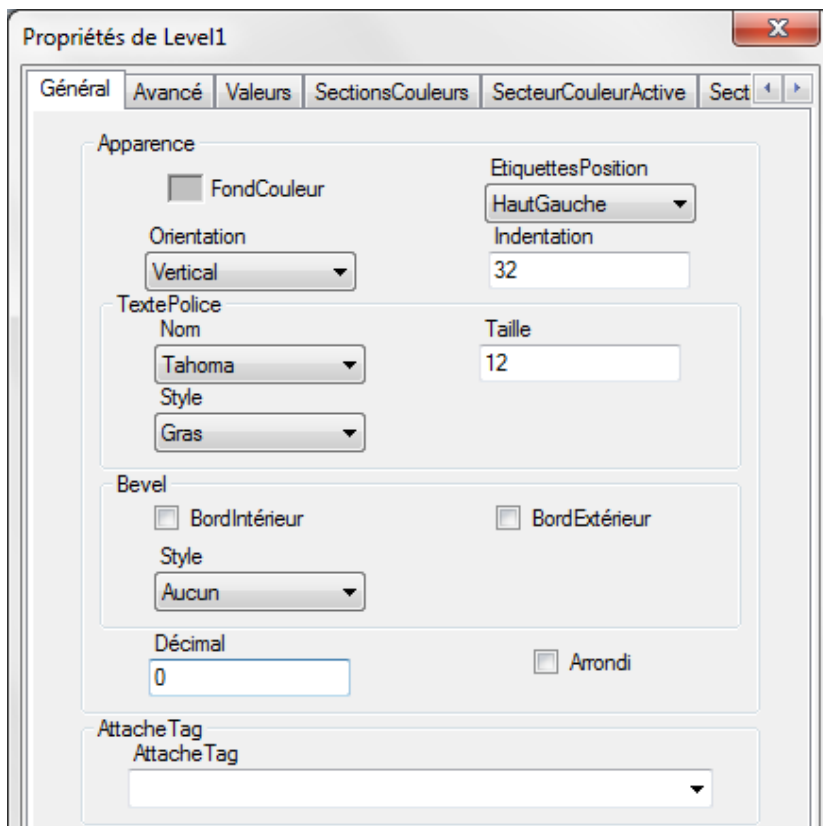 Propriétés de Level1
Général Avancé Valeurs SectionsCouleurs SecteurCouleurActive Sect
Apparence
EtiquettesPosition
FondCouleur
HautGauche
Orientation Indentation
Vertical 32
TextePolice
Nom Taille
Tahoma 12
Style
Gras
Bevel
BordIntérieur BordExtérieur
Style
Aucun
Décimal
Arrondi
0
AttacheTag
AttacheTag